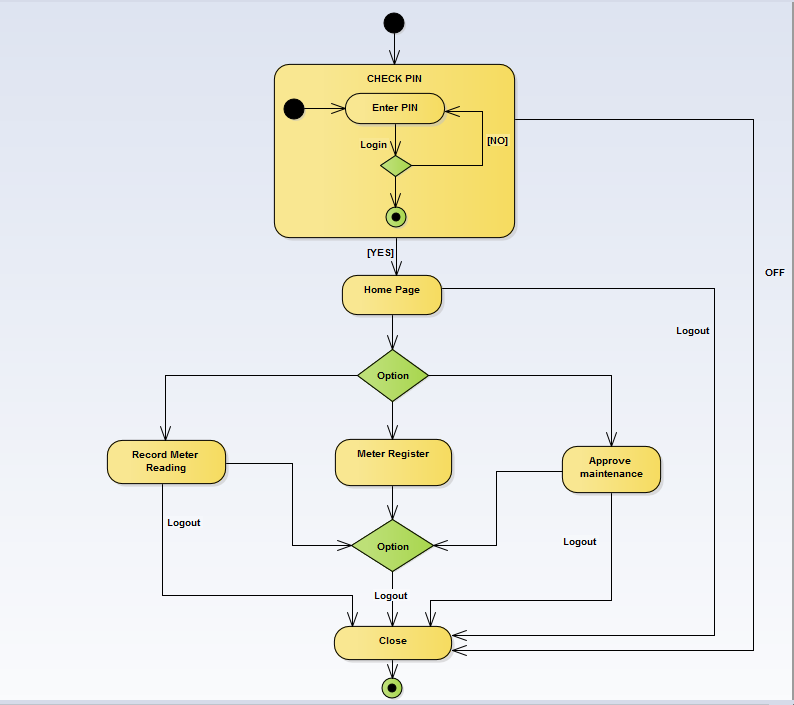 CHECK PIN
Enter PIN
Login
[NO]
[YES]
OFF
Home Page
Logout
Option
Record Meter
Reading
Meter Register
Approve
maintenance
Logout
Logout
Option
Logout
Close